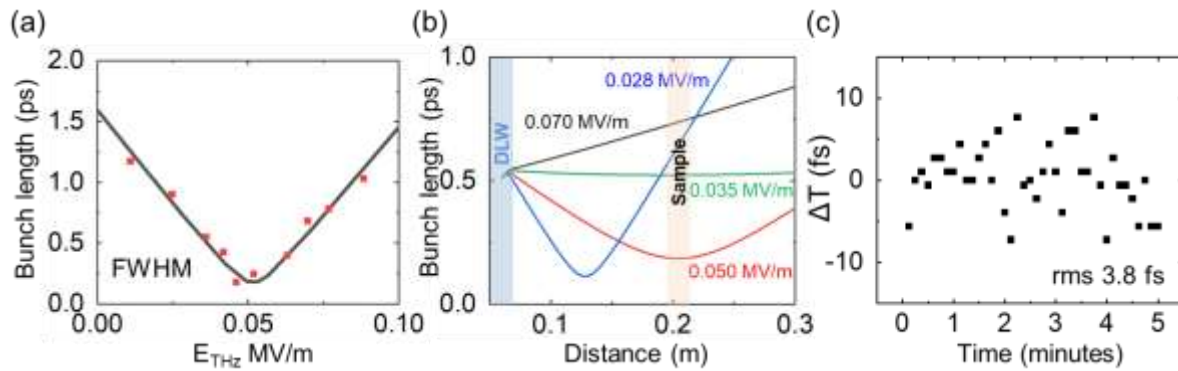 (a)
2.0
1.5
1.0
0.5
0.0
Bunch length (ps)
FWHM
0.00
0.05
0.10
E_THz MV/m
(b)
1.0
0.5
0.0
Bunch length (ps)
DLW
0.028 MV/m
0.070 MV/m
Sample
0.035 MV/m
0.050 MV/m
0.1
0.2
0.3
Distance (m)
(c)
10
0
-10
ΔT (fs)
rms 3.8 fs
0 1 2 3 4 5
Time (minutes)